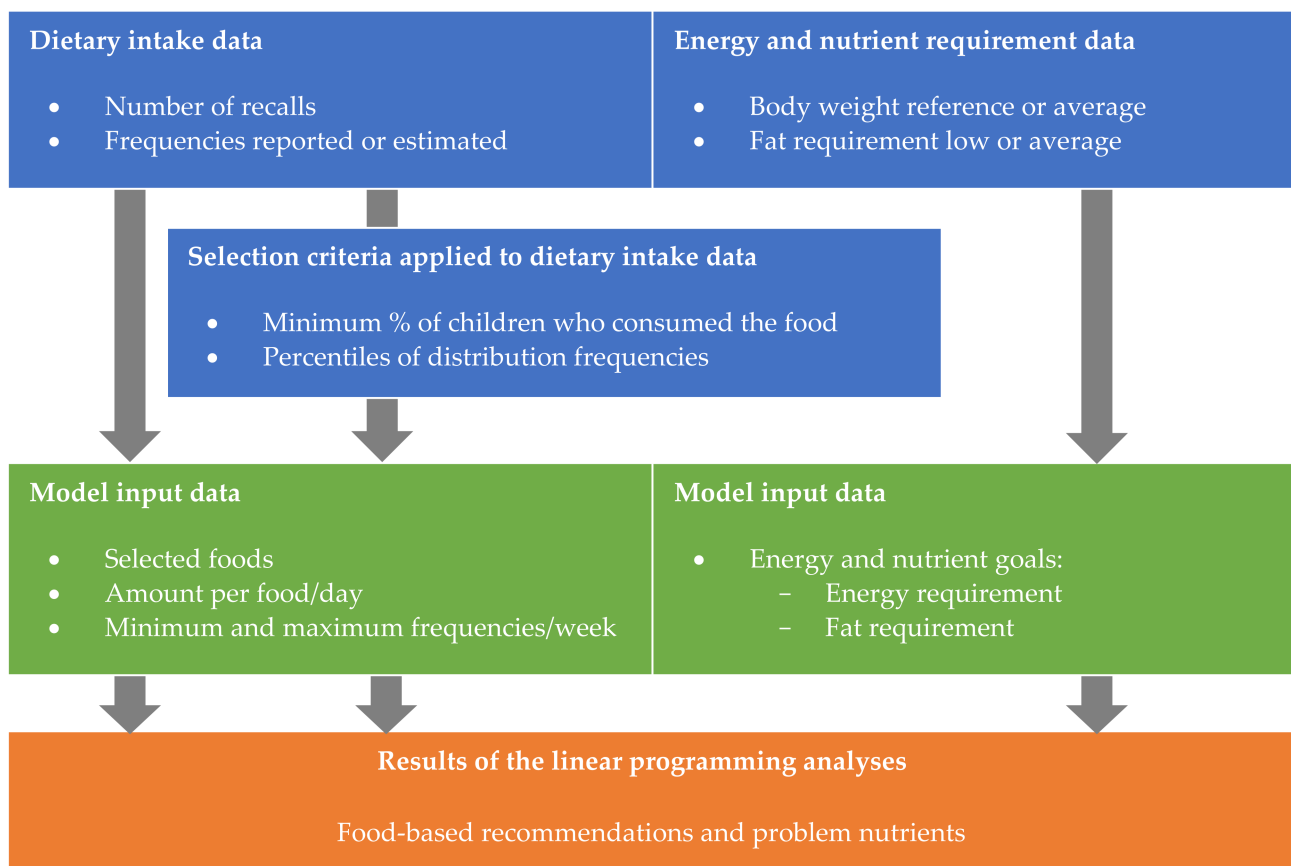 Dietary intake data
• Number of recalls
• Frequencies reported or estimated
Energy and nutrient requirement data
• Body weight reference or average
• Fat requirement low or average
Selection criteria applied to dietary intake data
• Minimum % of children who consumed the food
• Percentiles of distribution frequencies
Model input data
• Selected foods
• Amount per food/day
• Minimum and maximum frequencies/week
Model input data
• Energy and nutrient goals:
− Energy requirement
− Fat requirement
Results of the linear programming analyses
Food-based recommendations and problem nutrients